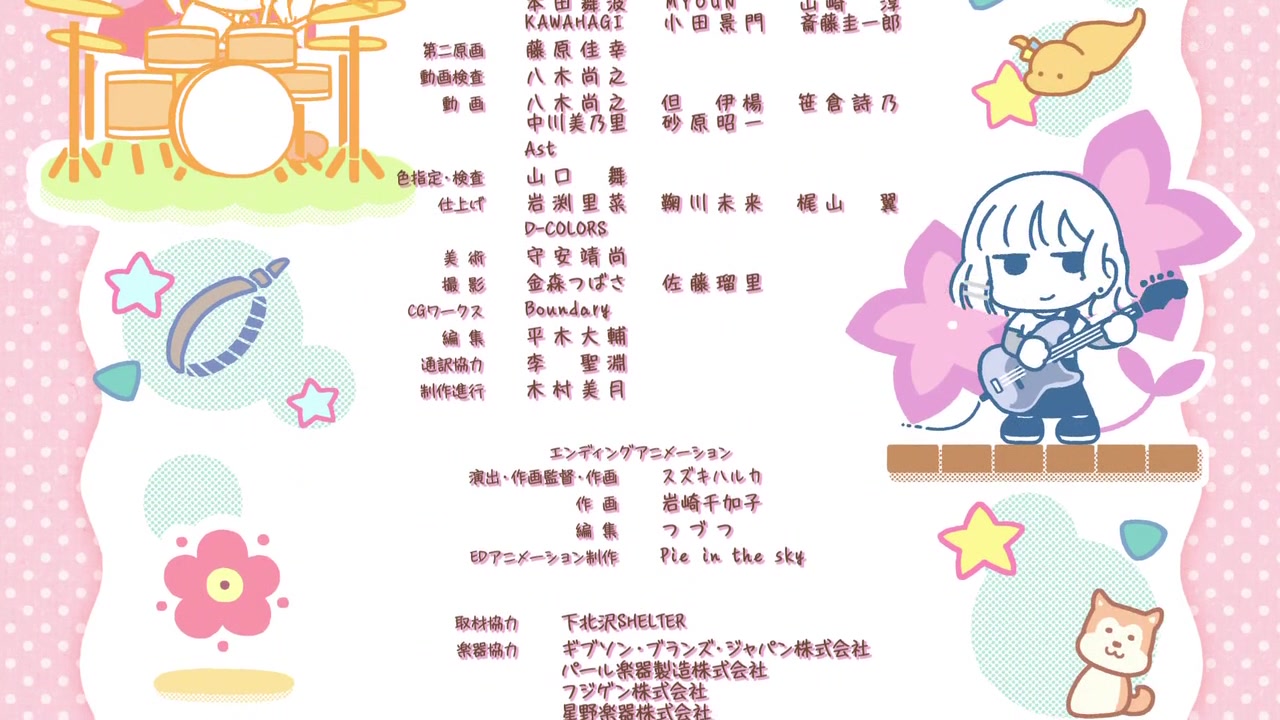 本田舞波 MYOUN 山崎 淳
KAWAHAGI 小田景門 斎藤圭一郎
第二原画 藤原佳幸
動画検査 八木尚之
動画 八木尚之 但 伊楊 笹倉詩乃
中川美乃里 砂原昭一
Ast
色指定・検査 山口 舞
仕上げ 岩渕里菜 鞠川未来 梶山 翼
D-COLORS
美術 守安靖尚
撮影 金森つばさ 佐藤瑠里
CGワークス Boundary
編集 平木大輔
通訳協力 李 聖淵
制作進行 木村美月
エンディングアニメーション
演出・作画監督・作画 スズキハルカ
作画 岩崎千加子
編集 つづつ
EDアニメーション制作 Pie in the sky
取材協力 下北沢SHELTER
楽器協力 ギブソン・ブランズ・ジャパン株式会社
パール楽器製造株式会社
フジゲン株式会社
星野楽器株式会社